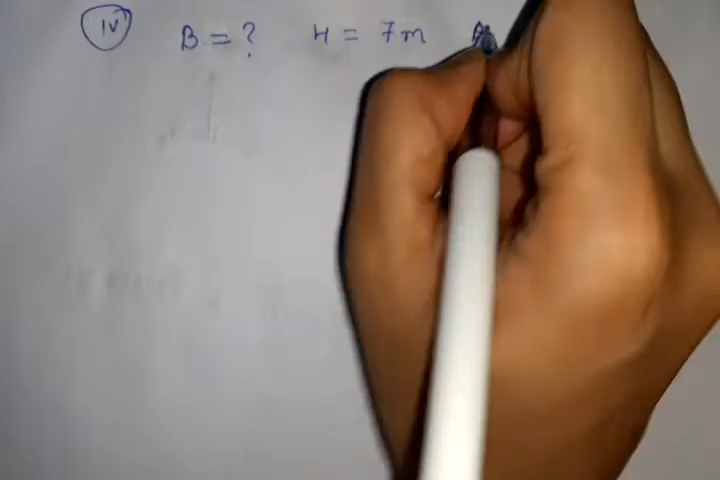 (iv) B = ? H = 7m